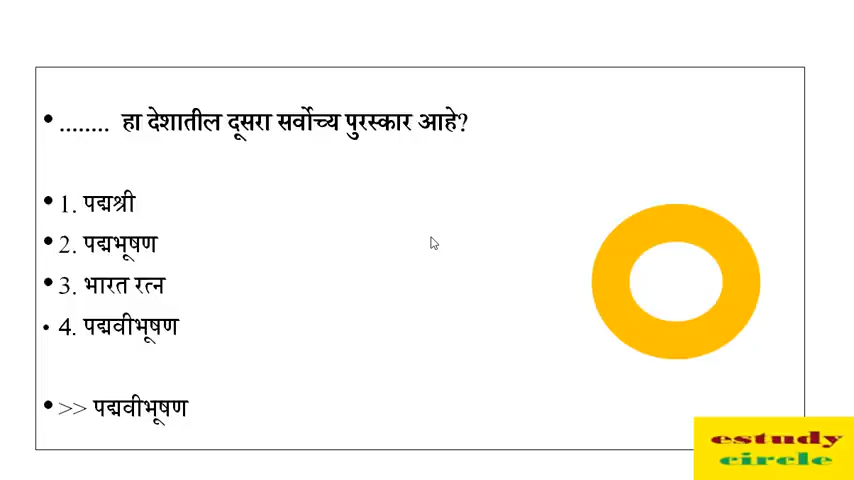 • ........ हा देशातील दूसरा सर्वोच्य पुरस्कार आहे?
• 1. पद्मश्री
• 2. पद्मभूषण
• 3. भारत रत्न
• 4. पद्मवीभूषण
• >> पद्मवीभूषण
estudy
circle